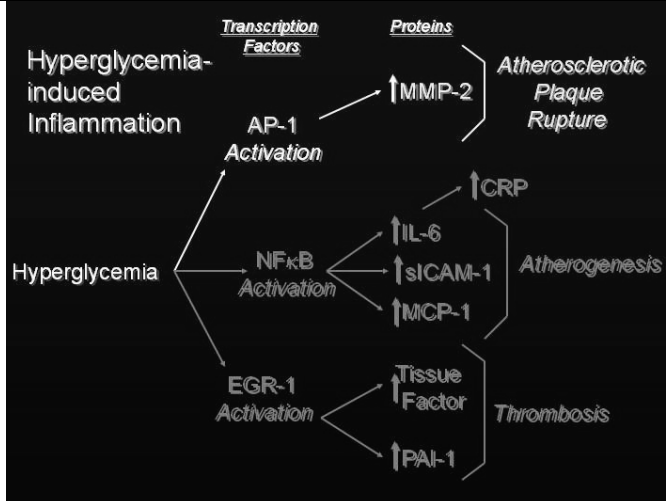 Hyperglycemia-
induced
Inflammation
Transcription
Factors
Proteins
AP-1
Activation
↑MMP-2
Atherosclerotic
Plaque
Rupture
Hyperglycemia
NFκB
Activation
↑CRP
↑IL-6
↑sICAM-1
↑MCP-1
Atherogenesis
EGR-1
Activation
↑Tissue
Factor
↑PAI-1
Thrombosis